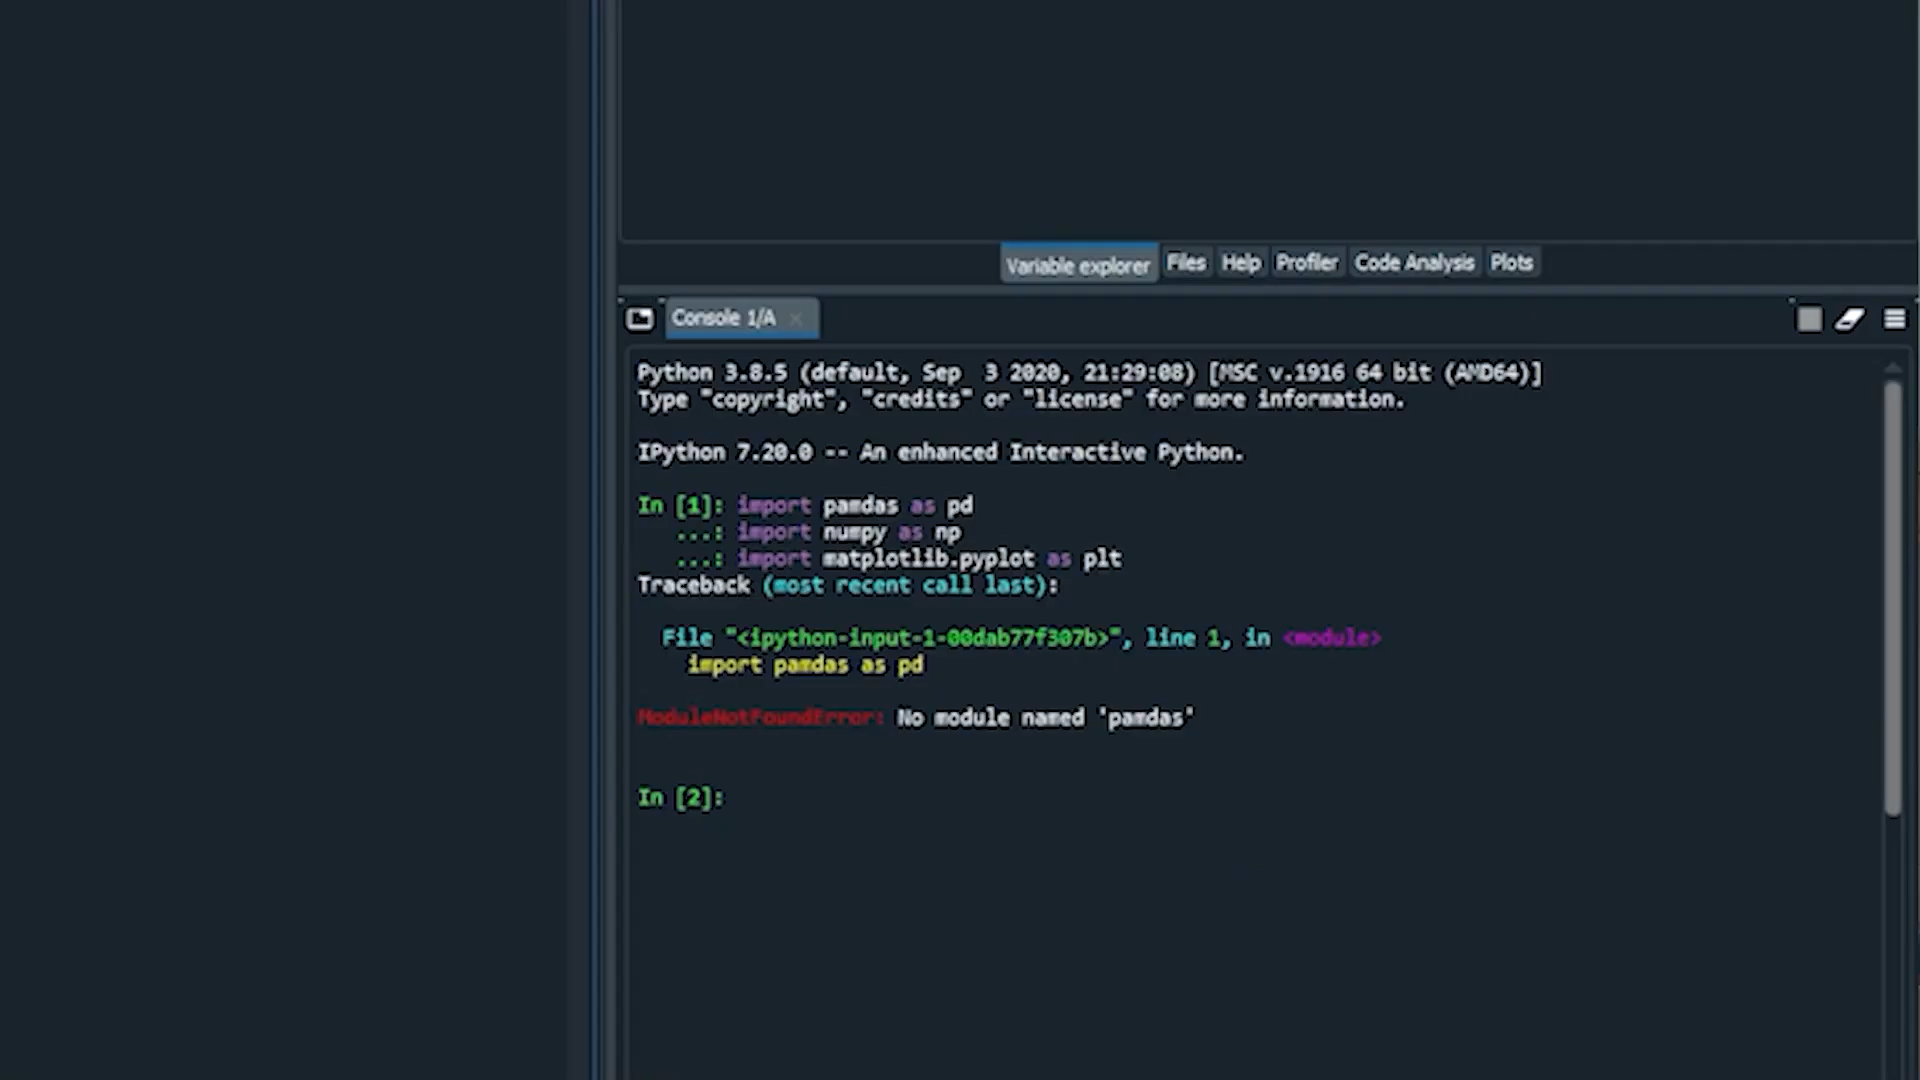 Variable explorer Files Help Profiler Code Analysis Plots
Console 1/A
Python 3.8.5 (default, Sep  3 2020, 21:29:08) [MSC v.1916 64 bit (AMD64)]
Type "copyright", "credits" or "license" for more information.
IPython 7.20.0 -- An enhanced Interactive Python.
In [1]: import pamdas as pd
...: import numpy as np
...: import matplotlib.pyplot as plt
Traceback (most recent call last):
File "<ipython-input-1-00dab77f307b>", line 1, in <module>
import pamdas as pd
ModuleNotFoundError: No module named 'pamdas'
In [2]: